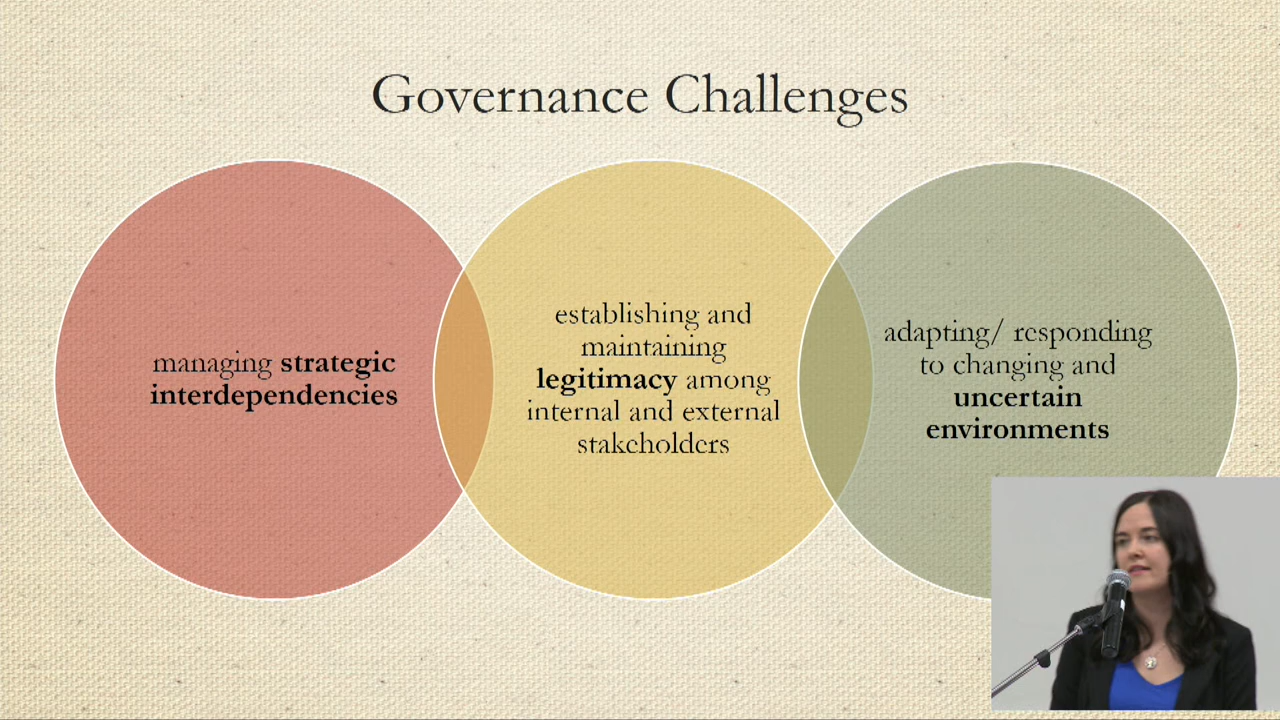 Governance Challenges
managing strategic
interdependencies
establishing and
maintaining
legitimacy among
internal and external
stakeholders
adapting/ responding
to changing and
uncertain
environments